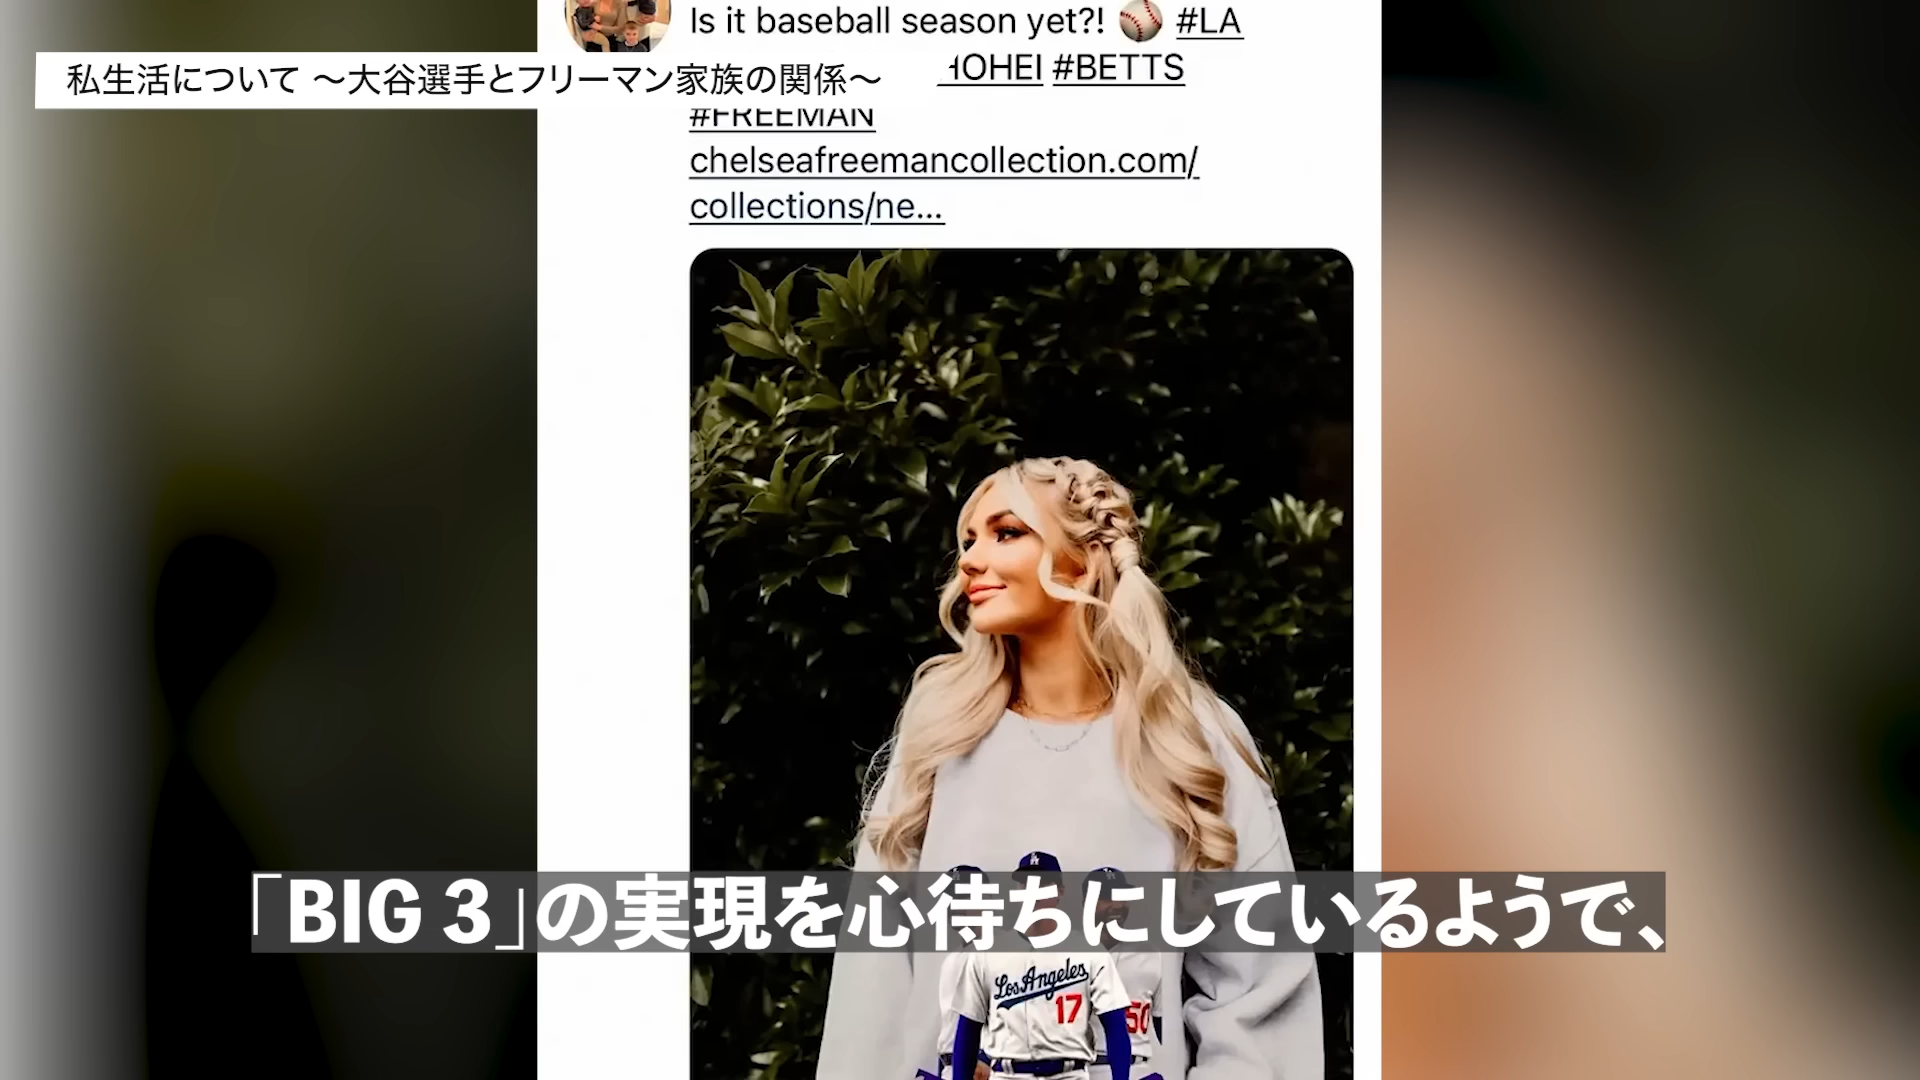 Is it baseball season yet?! ⚾ #LA
私生活について 〜大谷選手とフリーマン家族の関係〜
HOHEI #BETTS
#FREEMAN
chelseafreemancollection.com/
collections/ne...
「BIG 3」の実現を心待ちにしているようで、
Los Angeles
17
50